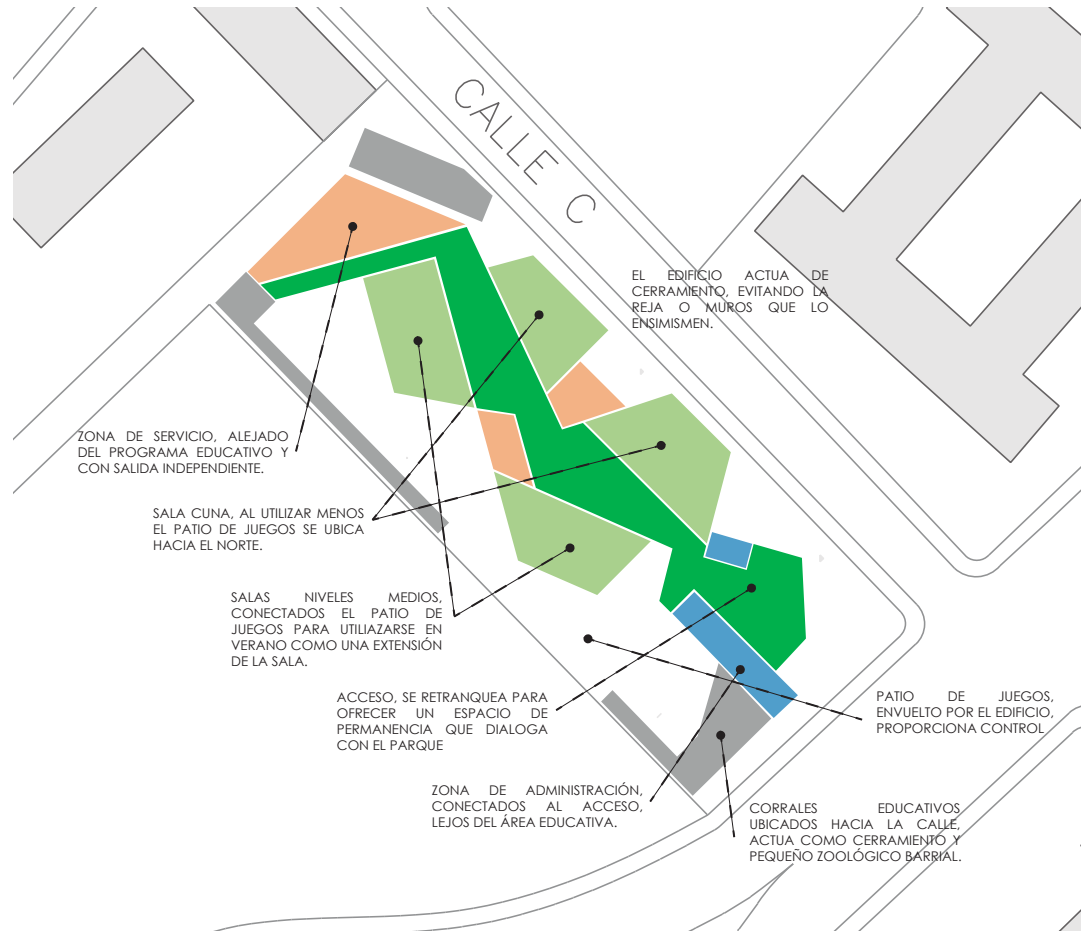 CALLE C
EL EDIFICIO ACTUA DE
CERRAMIENTO, EVITANDO LA
REJA O MUROS QUE LO
ENSIMISMEN.
ZONA DE SERVICIO, ALEJADO
DEL PROGRAMA EDUCATIVO Y
CON SALIDA INDEPENDIENTE.
SALA CUNA, AL UTILIZAR MENOS
EL PATIO DE JUEGOS SE UBICA
HACIA EL NORTE.
SALAS NIVELES MEDIOS,
CONECTADOS EL PATIO DE
JUEGOS PARA UTILIAZARSE EN
VERANO COMO UNA EXTENSIÓN
DE LA SALA.
ACCESO, SE RETRANQUEA PARA
OFRECER UN ESPACIO DE
PERMANENCIA QUE DIALOGA
CON EL PARQUE
PATIO DE JUEGOS,
ENVUELTO POR EL EDIFICIO,
PROPORCIONA CONTROL
ZONA DE ADMINISTRACIÓN,
CONECTADOS AL ACCESO,
LEJOS DEL ÁREA EDUCATIVA.
CORRALES EDUCATIVOS
UBICADOS HACIA LA CALLE,
ACTUA COMO CERRAMIENTO Y
PEQUEÑO ZOOLÓGICO BARRIAL.